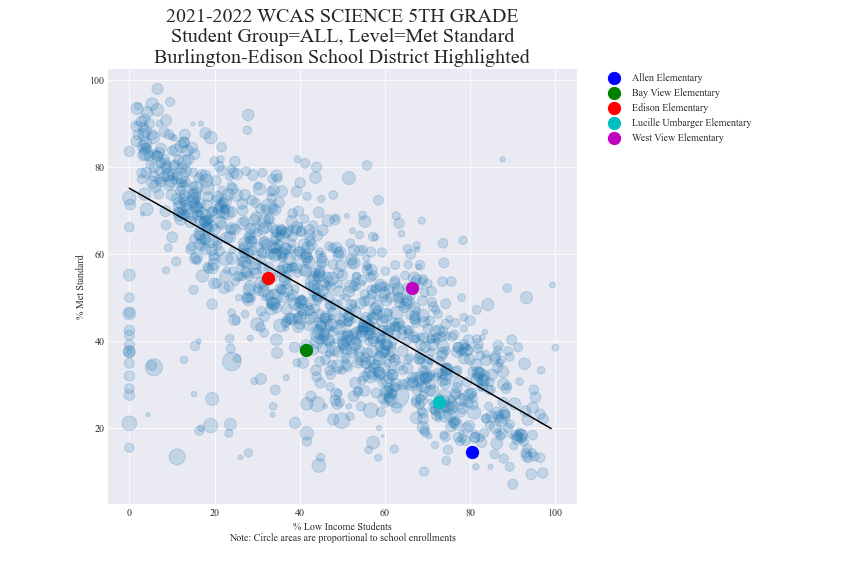 2021-2022 WCAS SCIENCE 5TH GRADE
Student Group=ALL, Level=Met Standard
Burlington-Edison School District Highlighted
Allen Elementary
Bay View Elementary
Edison Elementary
Lucille Umbarger Elementary
West View Elementary
% Met Standard
100
80
60
40
20
0 20 40 60 80 100
% Low Income Students
Note: Circle areas are proportional to school enrollments